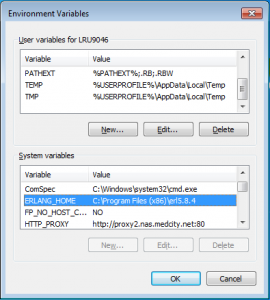 Environment Variables
User variables for LRU9046
Variable Value
PATHEXT %PATHEXT%;.RB;.RBW
TEMP %USERPROFILE%\AppData\Local\Temp
TMP %USERPROFILE%\AppData\Local\Temp
New... Edit... Delete
System variables
Variable Value
ComSpec C:\Windows\system32\cmd.exe
ERLANG_HOME C:\Program Files (x86)\erl5.8.4
FP_NO_HOST_C... NO
HTTP_PROXY http://proxy2.nas.medcity.net:80
New... Edit... Delete
OK Cancel